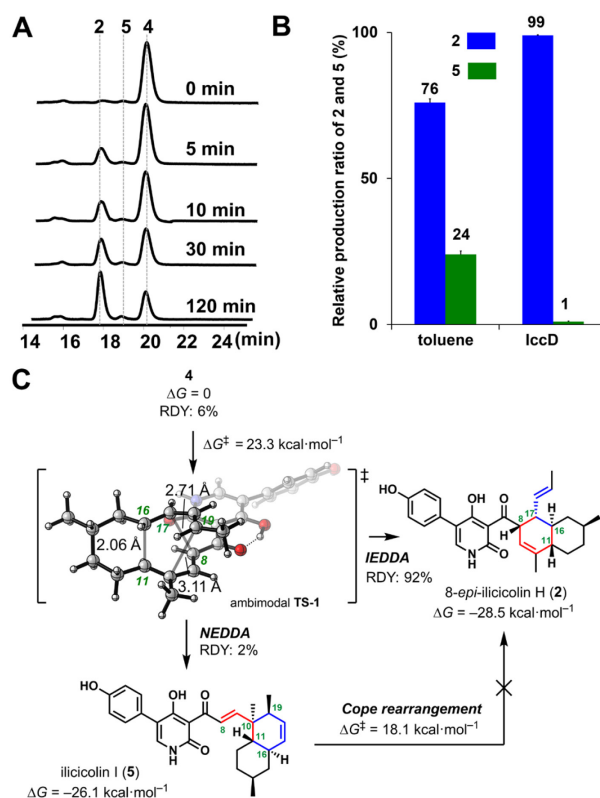 A
2 5 4
0 min
5 min
10 min
30 min
120 min
14 16 18 20 22 24 (min)
B
Relative production ratio of 2 and 5 (%)
100
50
0
2
5
76
24
99
1
toluene
IccD
C
4
ΔG = 0
RDY: 6%
ΔG‡ = 23.3 kcal·mol−1
‡
16
17
2.71 Å
19
2.06 Å
8
11
3.11 Å
ambimodal TS-1
IEDDA
RDY: 92%
HO
OH
O
NH
O
8
17
16
11
H
H
8-epi-ilicicolin H (2)
ΔG = −28.5 kcal·mol−1
NEDDA
RDY: 2%
HO
OH
O
NH
O
8
10
19
11
16
H
H
ilicicolin I (5)
ΔG = −26.1 kcal·mol−1
Cope rearrangement
ΔG‡ = 18.1 kcal·mol−1